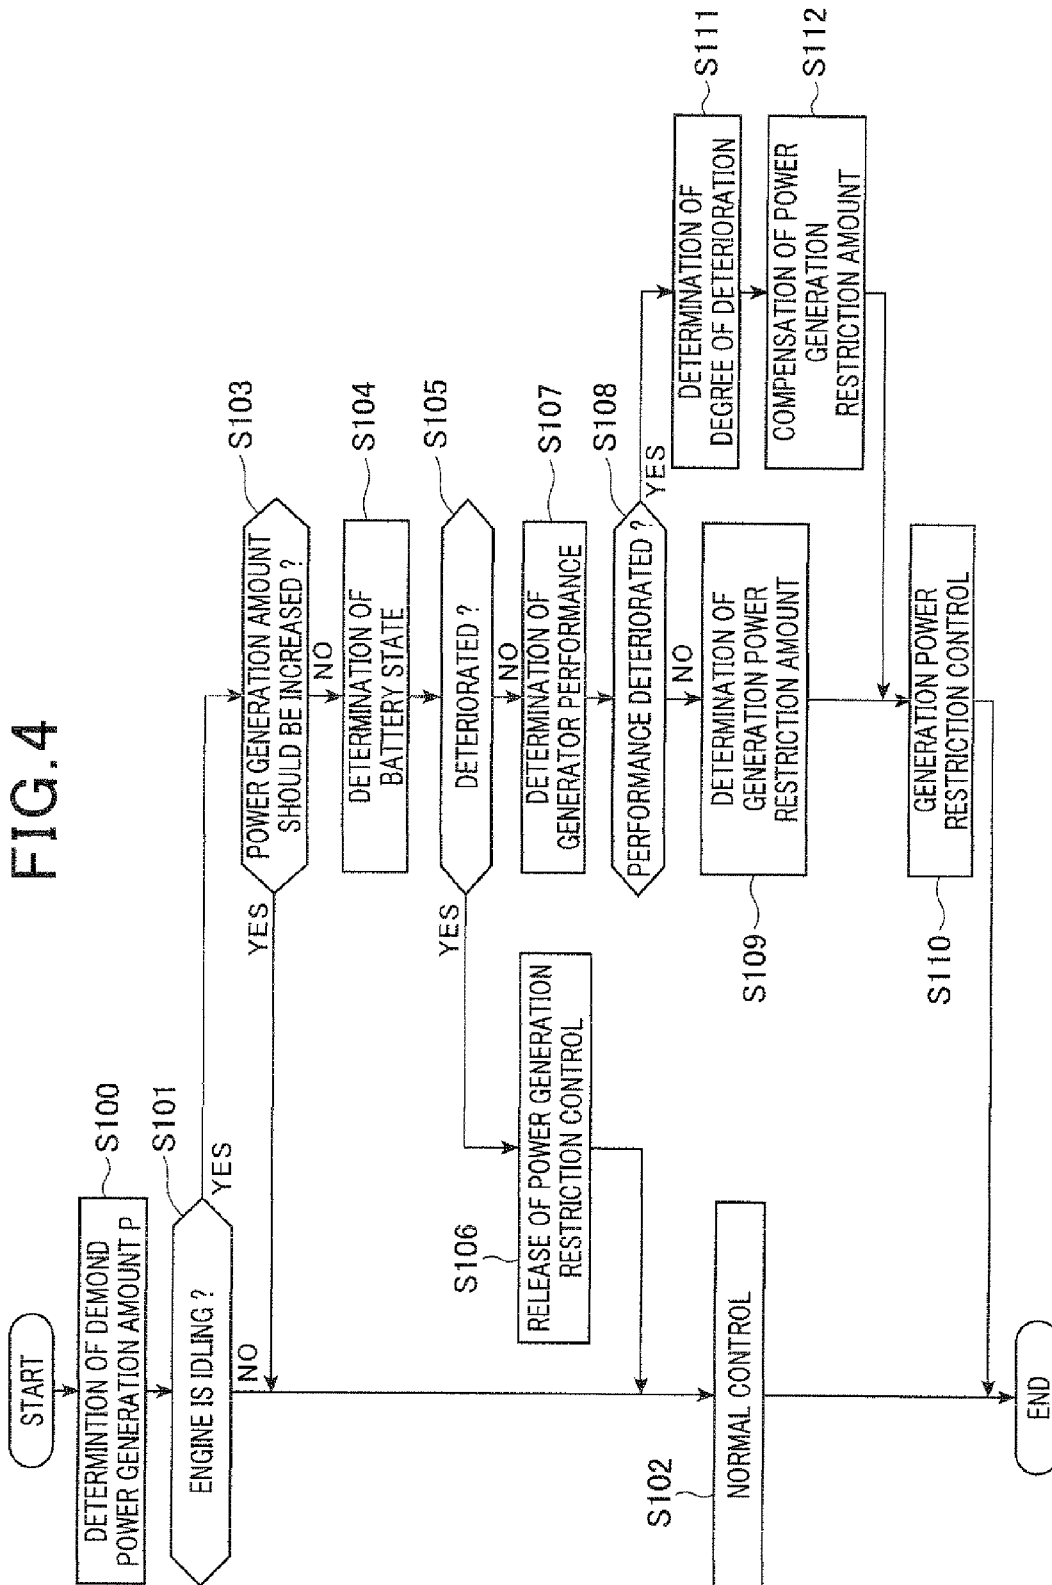 FIG.4
START
DETERMINTION OF DEMOND
POWER GENERATION AMOUNT P
S100
ENGINE IS IDLING ?
S101
YES
NO
POWER GENERATION AMOUNT
SHOULD BE INCREASED ?
S103
YES
NO
DETERMINATION OF
BATTERY STATE
S104
DETERIORATED ?
S105
YES
NO
RELEASE OF POWER GENERATION
RESTRICTION CONTROL
S106
DETERMINATION OF
GENERATOR PERFORMANCE
S107
PERFORMANCE DETERIORATED ?
S108
YES
NO
DETERMINATION OF
GENERATION POWER
RESTRICTION AMOUNT
S109
DETERMINATION OF
DEGREE OF DETERIORATION
S111
COMPENSATION OF POWER
GENERATION
RESTRICTION AMOUNT
S112
NORMAL CONTROL
S102
GENERATION POWER
RESTRICTION CONTROL
S110
END